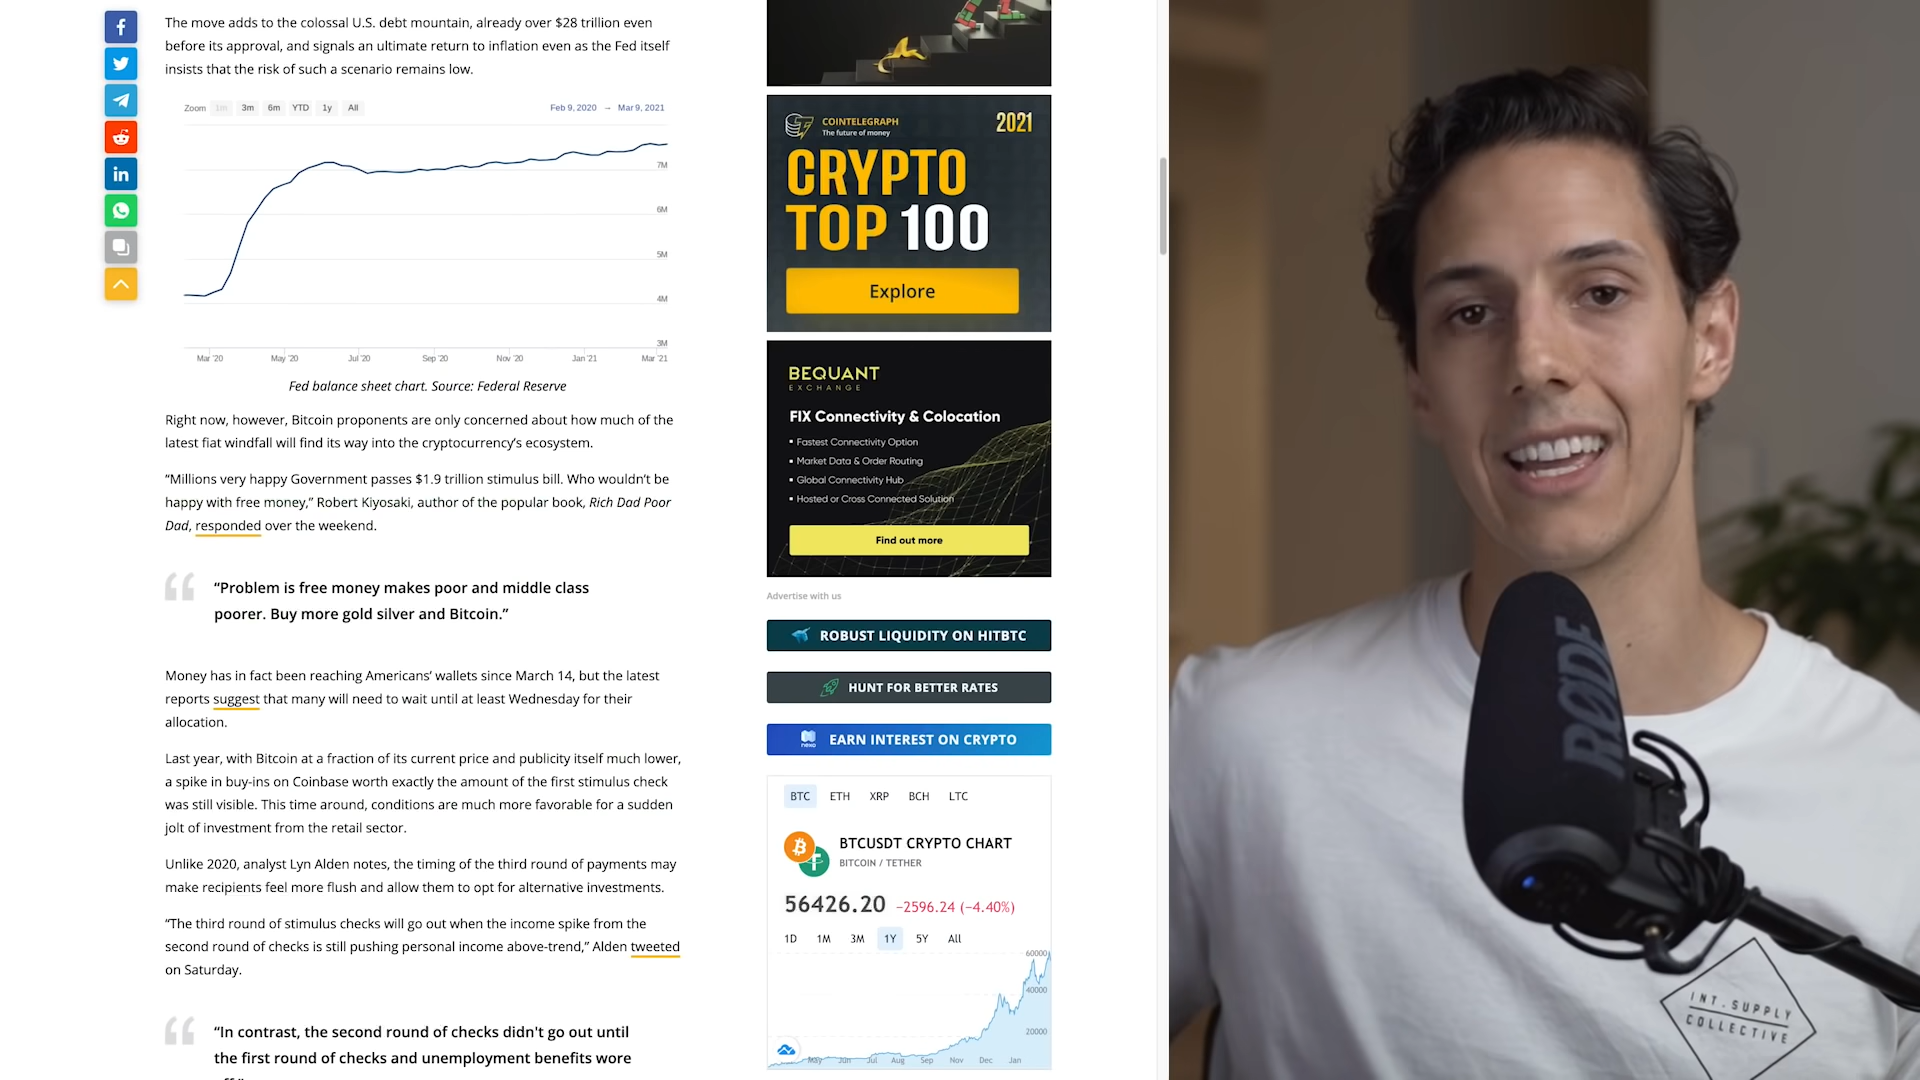 The move adds to the colossal U.S. debt mountain, already over $28 trillion even
before its approval, and signals an ultimate return to inflation even as the Fed itself
insists that the risk of such a scenario remains low.
Zoom 1m 3m 6m YTD 1y All
Feb 9, 2020 → Mar 9, 2021
7M
6M
5M
4M
3M
Mar '20 May '20 Jul '20 Sep '20 Nov '20 Jan '21 Mar '21
Fed balance sheet chart. Source: Federal Reserve
Right now, however, Bitcoin proponents are only concerned about how much of the
latest fiat windfall will find its way into the cryptocurrency’s ecosystem.
“Millions very happy Government passes $1.9 trillion stimulus bill. Who wouldn’t be
happy with free money,” Robert Kiyosaki, author of the popular book, Rich Dad Poor
Dad, responded over the weekend.
“Problem is free money makes poor and middle class
poorer. Buy more gold silver and Bitcoin.”
Money has in fact been reaching Americans’ wallets since March 14, but the latest
reports suggest that many will need to wait until at least Wednesday for their
allocation.
Last year, with Bitcoin at a fraction of its current price and publicity itself much lower,
a spike in buy-ins on Coinbase worth exactly the amount of the first stimulus check
was still visible. This time around, conditions are much more favorable for a sudden
jolt of investment from the retail sector.
Unlike 2020, analyst Lyn Alden notes, the timing of the third round of payments may
make recipients feel more flush and allow them to opt for alternative investments.
“The third round of stimulus checks will go out when the income spike from the
second round of checks is still pushing personal income above-trend,” Alden tweeted
on Saturday.
“In contrast, the second round of checks didn't go out until
the first round of checks and unemployment benefits wore
COINTELEGRAPH
The future of money
2021
CRYPTO
TOP 100
Explore
BEQUANT
EXCHANGE
FIX Connectivity & Colocation
▪ Fastest Connectivity Option
▪ Market Data & Order Routing
▪ Global Connectivity Hub
▪ Hosted or Cross Connected Solution
Find out more
Advertise with us
ROBUST LIQUIDITY ON HITBTC
HUNT FOR BETTER RATES
nexo EARN INTEREST ON CRYPTO
BTC ETH XRP BCH LTC
BTCUSDT CRYPTO CHART
BITCOIN / TETHER
56426.20 −2596.24 (−4.40%)
1D 1M 3M 1Y 5Y All
60000
40000
20000
May Jun Jul Aug Sep Nov Dec Jan
RØDE
INT. SUPPLY
COLLECTIVE